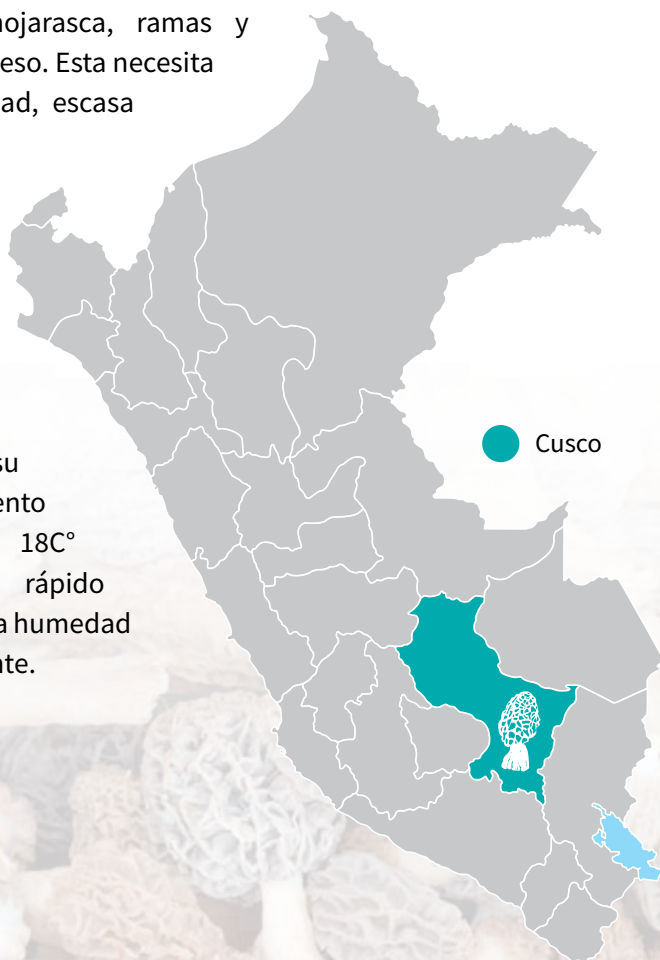 hojarasca, ramas y
eso. Esta necesita
ad, escasa
Cusco
su
ento
18C°
rápido
a humedad
nte.